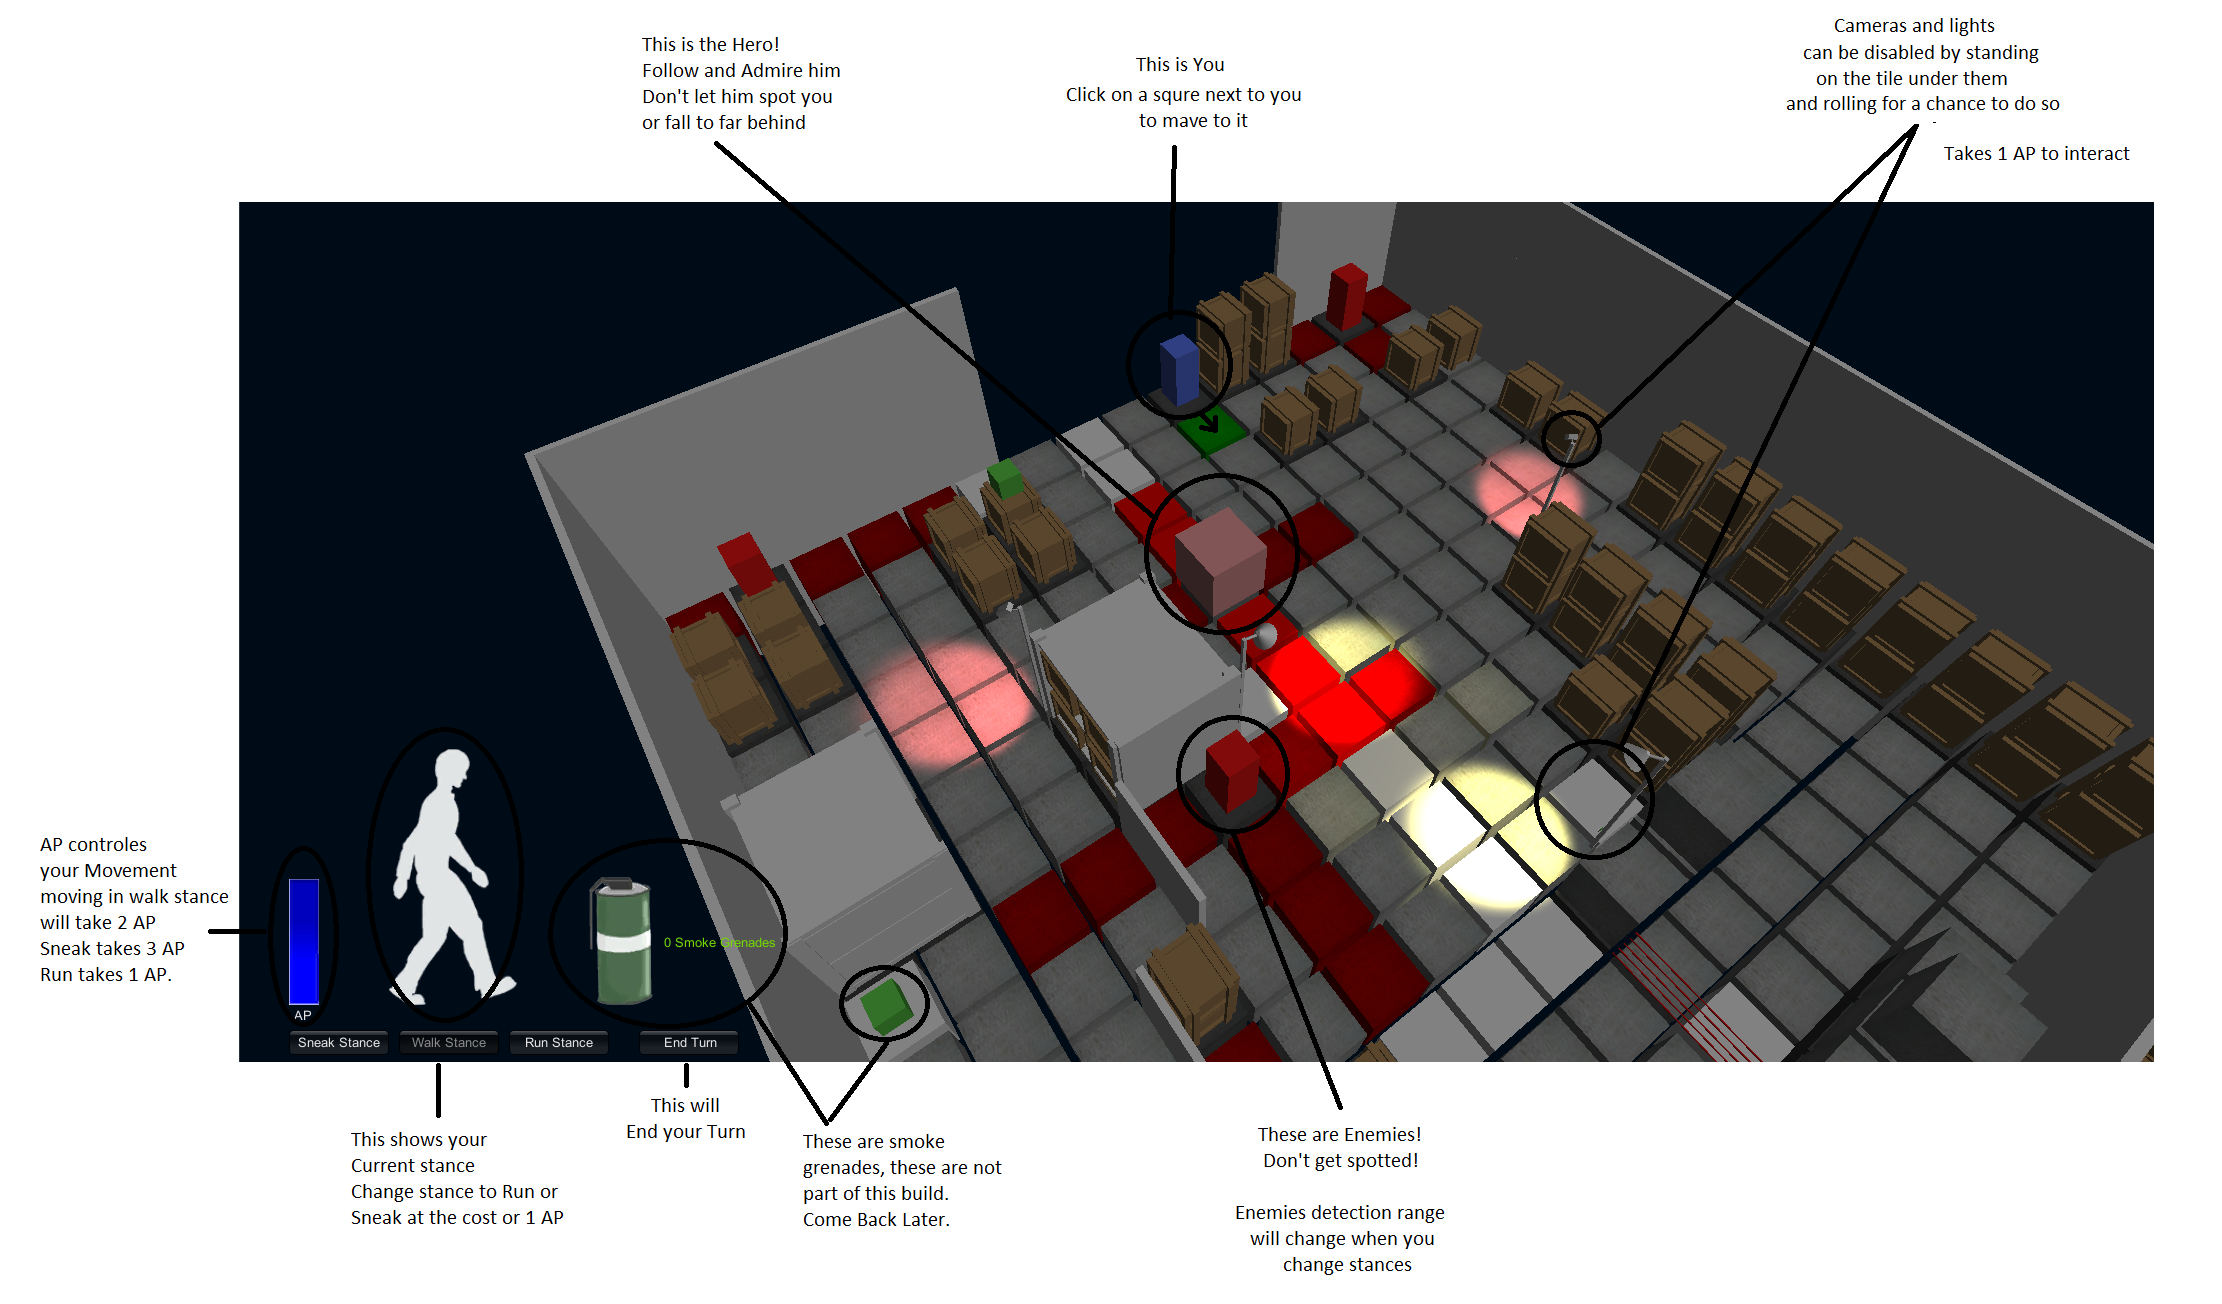 This is the Hero!
Follow and Admire him
Don't let him spot you
or fall to far behind
This is You
Click on a squre next to you
to mave to it
Cameras and lights
can be disabled by standing
on the tile under them
and rolling for a chance to do so
Takes 1 AP to interact
AP controles
your Movement
moving in walk stance
will take 2 AP
Sneak takes 3 AP
Run takes 1 AP.
0 Smoke Grenades
AP
Sneak Stance
Walk Stance
Run Stance
End Turn
This shows your
Current stance
Change stance to Run or
Sneak at the cost or 1 AP
This will
End your Turn
These are smoke
grenades, these are not
part of this build.
Come Back Later.
These are Enemies!
Don't get spotted!
Enemies detection range
will change when you
change stances